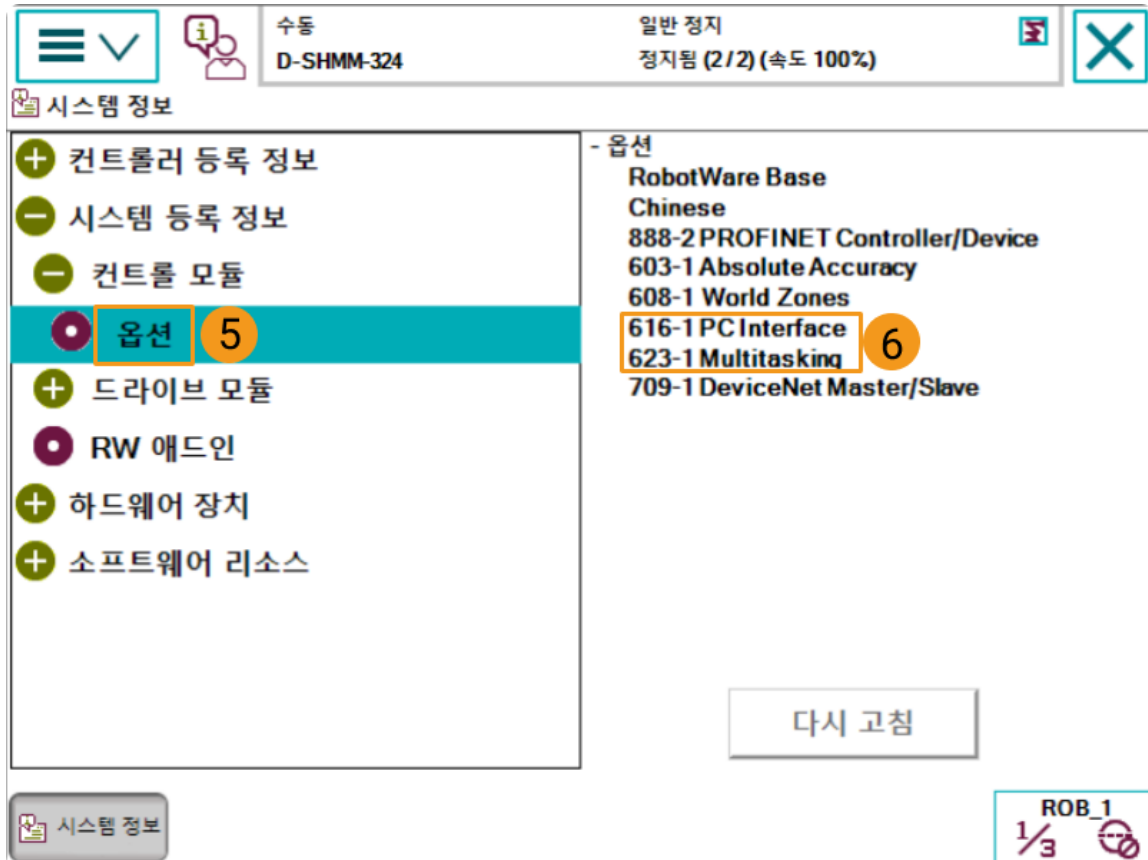 수동
D-SHMM-324
일반 정지
정지됨 (2/2) (속도 100%)
시스템 정보
컨트롤러 등록 정보
시스템 등록 정보
컨트롤 모듈
옵션 5
드라이브 모듈
RW 애드인
하드웨어 장치
소프트웨어 리소스
- 옵션
RobotWare Base
Chinese
888-2 PROFINET Controller/Device
603-1 Absolute Accuracy
608-1 World Zones
616-1 PC Interface
623-1 Multitasking
6
709-1 DeviceNet Master/Slave
다시 고침
시스템 정보
ROB_1
1/3